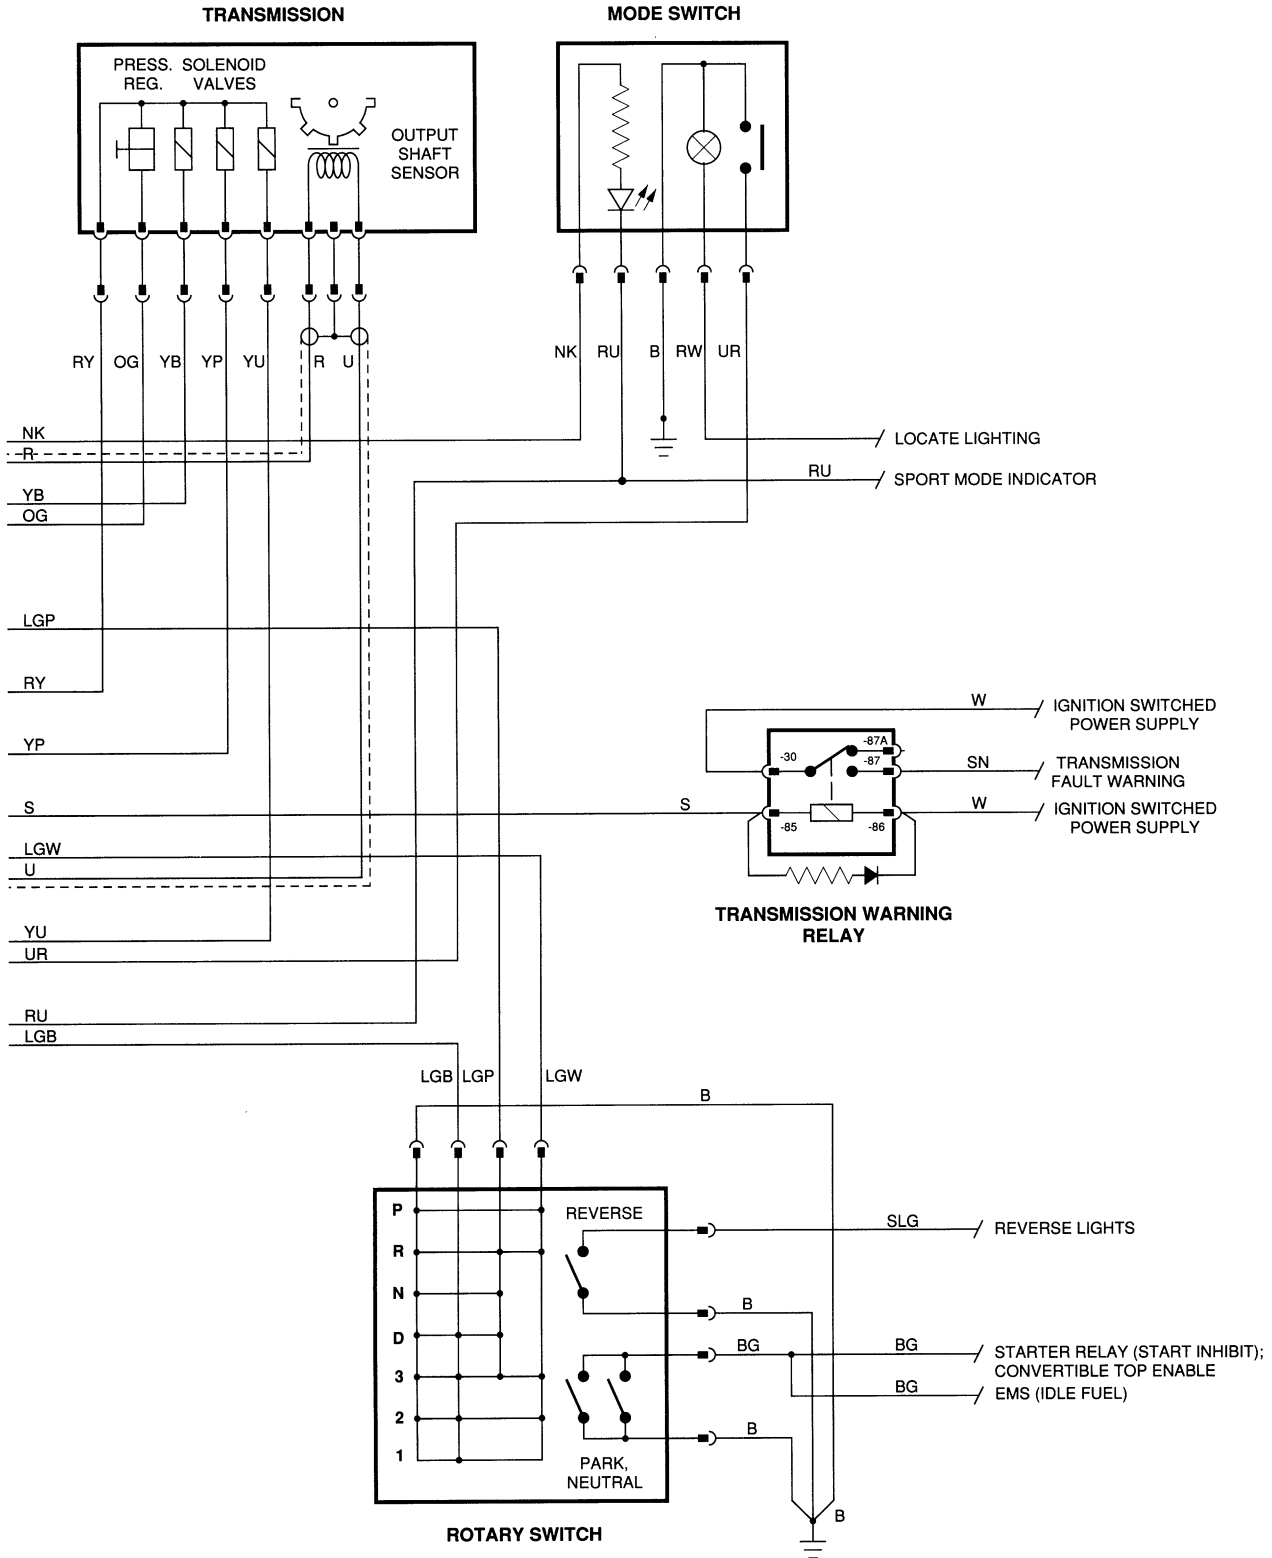 TRANSMISSION
MODE SWITCH
PRESS. SOLENOID
REG. VALVES
OUTPUT
SHAFT
SENSOR
RY OG YB YP YU R U
NK RU B RW UR
NK
R
LOCATE LIGHTING
RU
SPORT MODE INDICATOR
YB
OG
LGP
RY
YP
S
S
LGW
U
YU
UR
RU
LGB
W
IGNITION SWITCHED
POWER SUPPLY
-87A
-30
-87
SN
TRANSMISSION
FAULT WARNING
W
IGNITION SWITCHED
POWER SUPPLY
-85
-86
TRANSMISSION WARNING
RELAY
LGB LGP LGW
B
P
R
N
D
3
2
1
REVERSE
SLG
REVERSE LIGHTS
B
BG
BG
STARTER RELAY (START INHIBIT);
CONVERTIBLE TOP ENABLE
BG
EMS (IDLE FUEL)
B
PARK,
NEUTRAL
B
ROTARY SWITCH